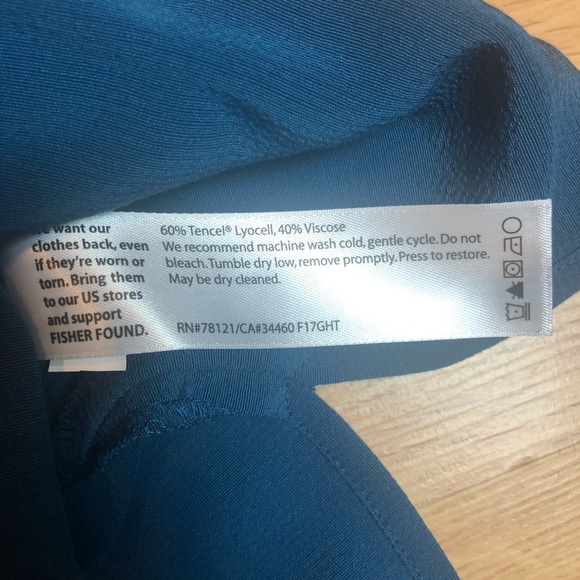 want our
clothes back, even
if they're worn or
torn. Bring them
to our US stores
and support
FISHER FOUND.
60% Tencel® Lyocell, 40% Viscose
We recommend machine wash cold, gentle cycle. Do not
bleach. Tumble dry low, remove promptly. Press to restore.
May be dry cleaned.
RN#78121/CA#34460 F17GHT